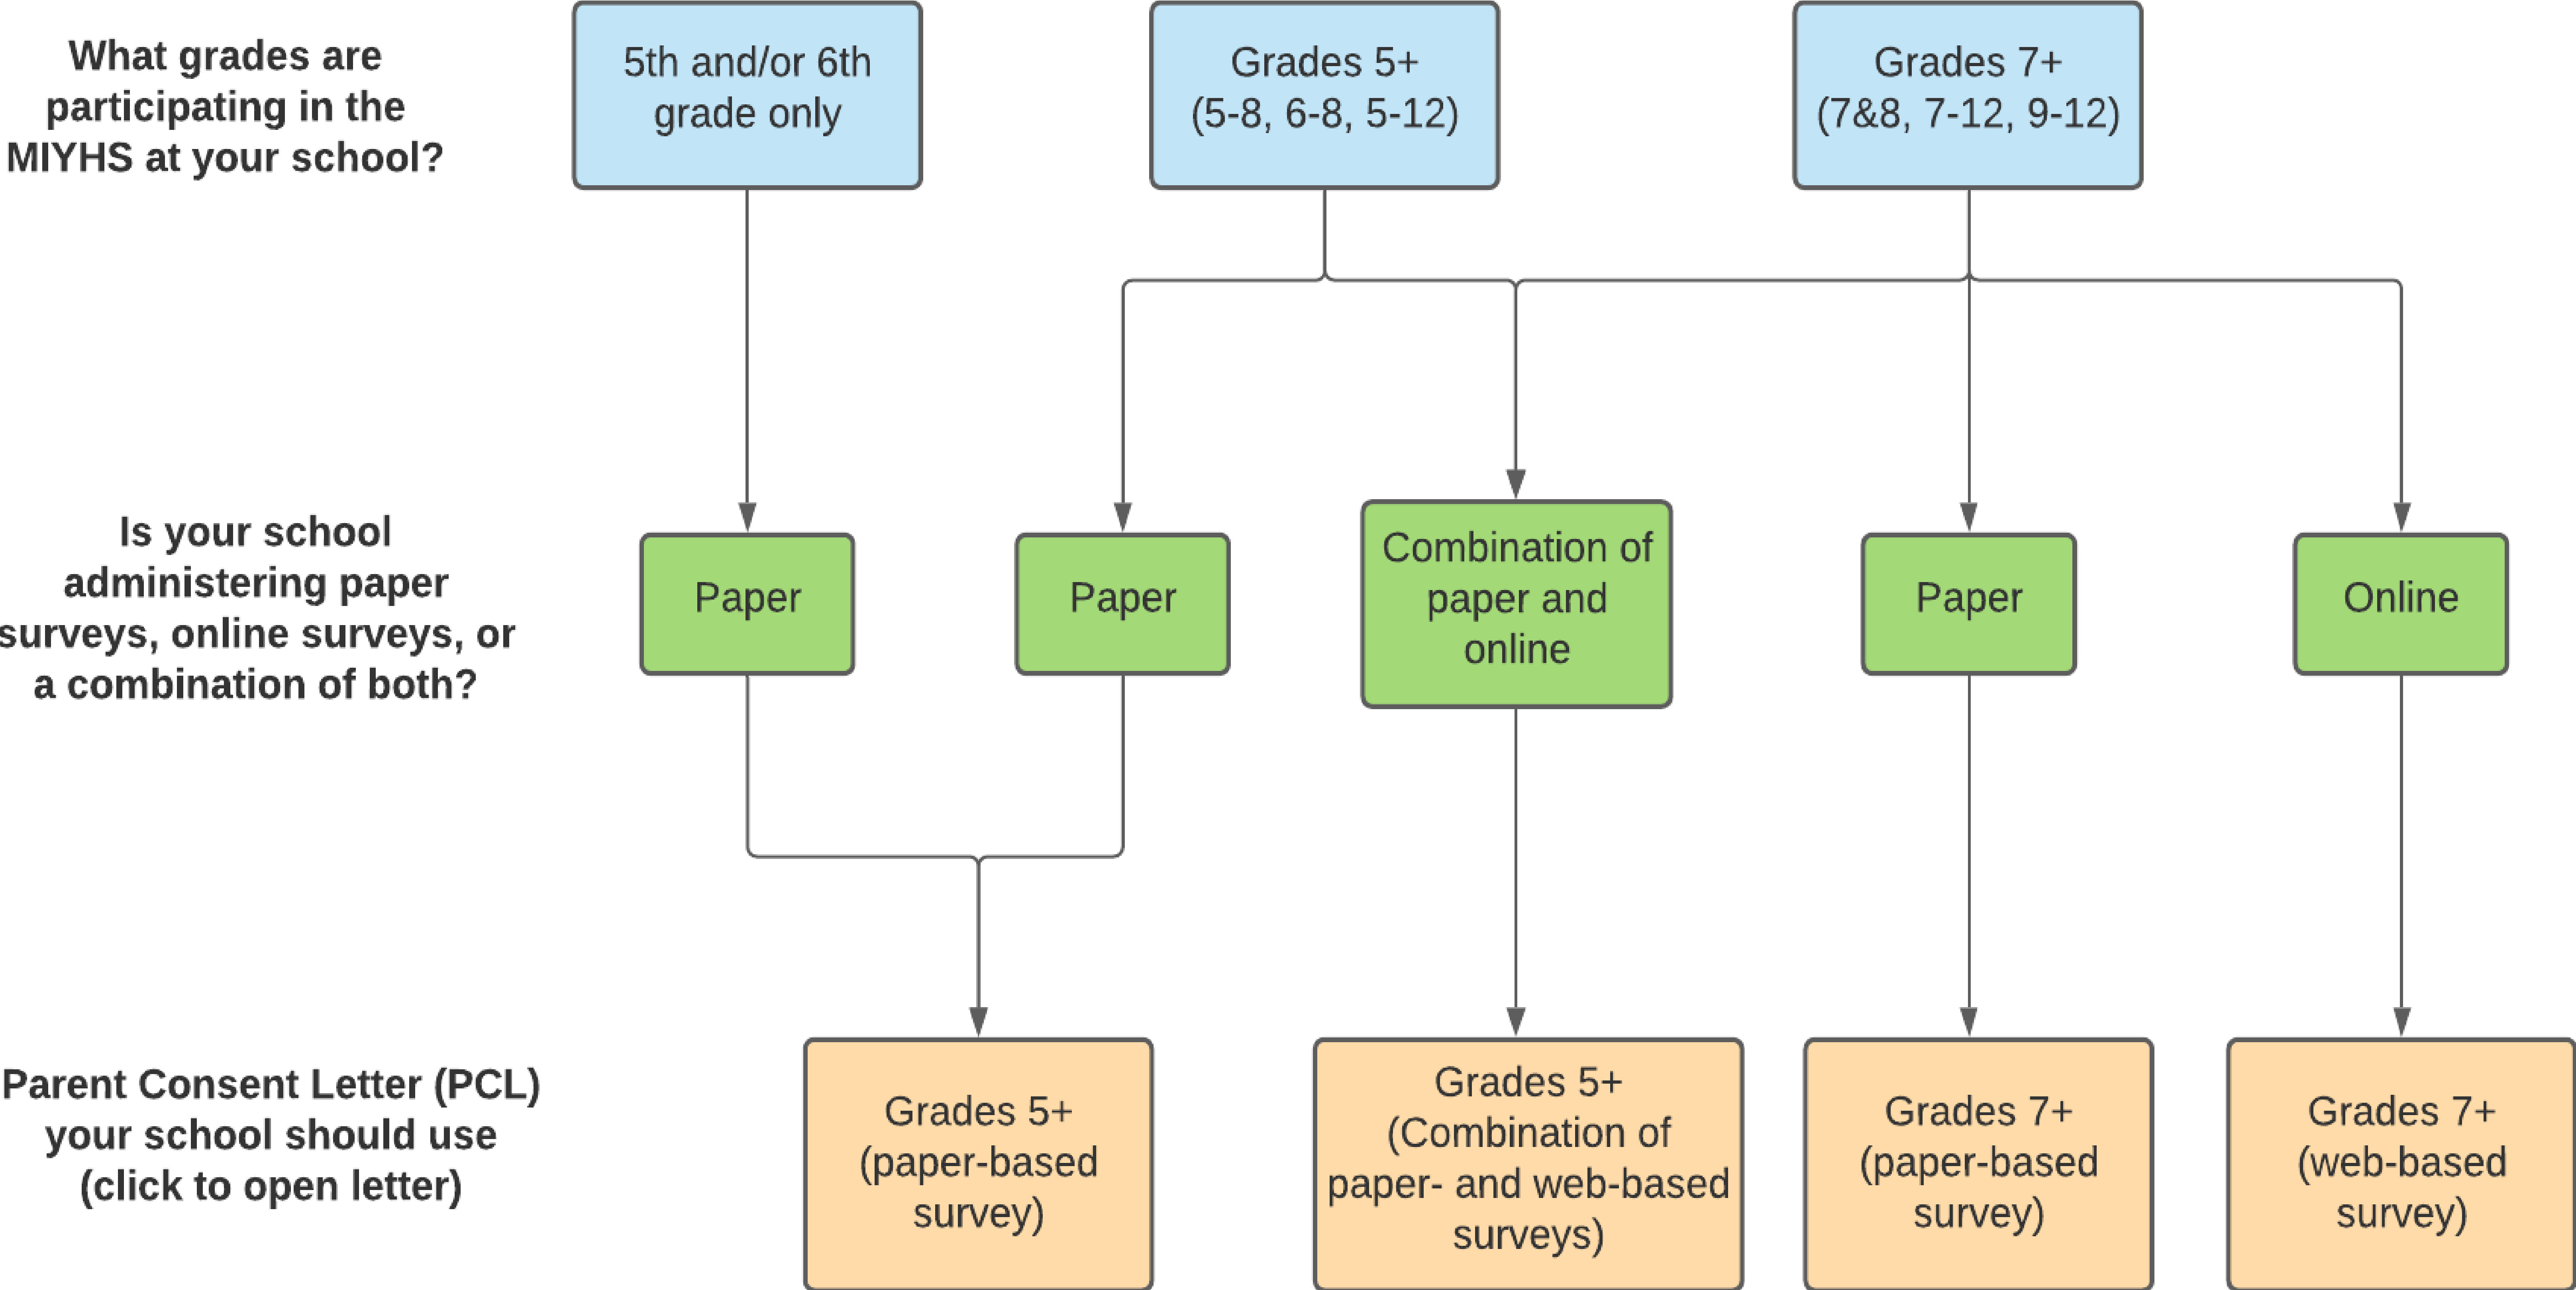 What grades are
participating in the
MIYHS at your school?
5th and/or 6th
grade only
Grades 5+
(5-8, 6-8, 5-12)
Grades 7+
(7&8, 7-12, 9-12)
Is your school
administering paper
surveys, online surveys, or
a combination of both?
Paper
Paper
Combination of
paper and
online
Paper
Online
Parent Consent Letter (PCL)
your school should use
(click to open letter)
Grades 5+
(paper-based
survey)
Grades 5+
(Combination of
paper- and web-based
surveys)
Grades 7+
(paper-based
survey)
Grades 7+
(web-based
survey)